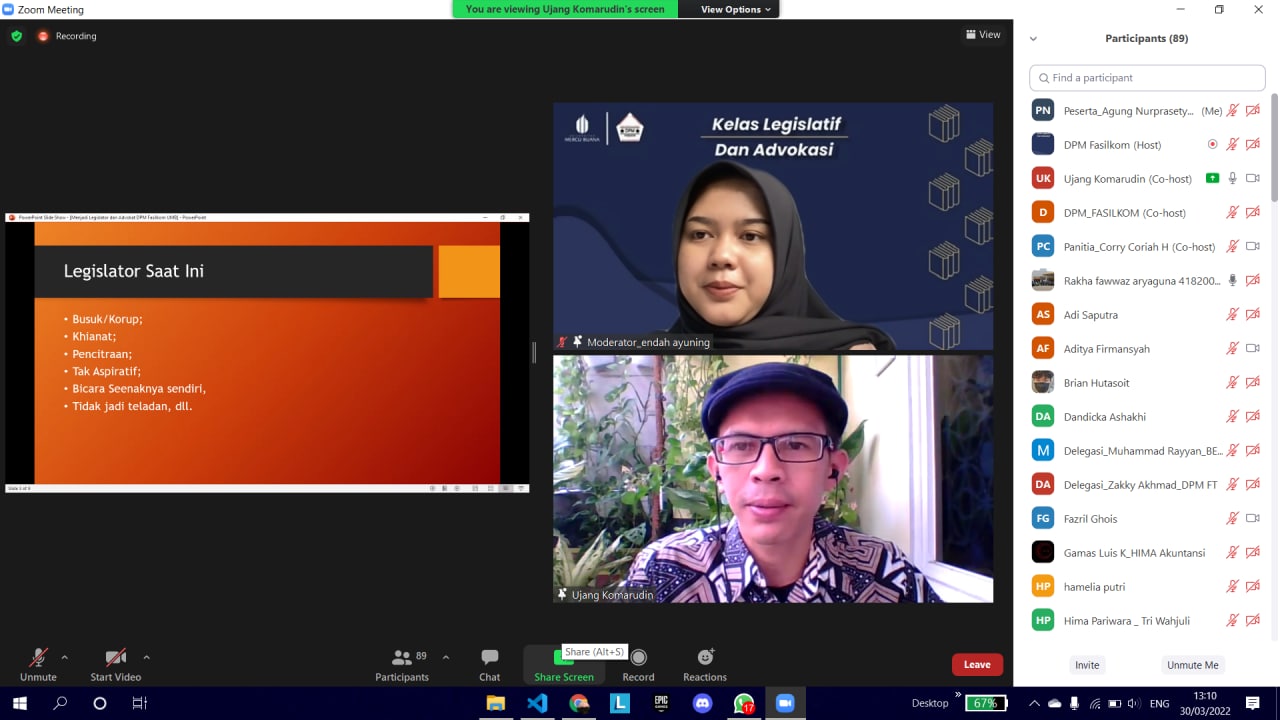 Zoom Meeting
You are viewing Ujang Komarudin's screen
View Options
Recording
View
PowerPoint Slide Show - [Menjadi Legislator dan Advokat DPM Fasilkom UMB] - PowerPoint
Legislator Saat Ini
• Busuk/Korup;
• Khianat;
• Pencitraan;
• Tak Aspiratif;
• Bicara Seenaknya sendiri,
• Tidak jadi teladan, dll.
Slide 5 of 8
MERCU BUANA
DPM
Kelas Legislatif
Dan Advokasi
Moderator_endah ayuning
Ujang Komarudin
Participants (89)
Find a participant
PN Peserta_Agung Nurprasety... (Me)
DPM Fasilkom (Host)
UK Ujang Komarudin (Co-host)
D DPM_FASILKOM (Co-host)
PC Panitia_Corry Coriah H (Co-host)
Rakha fawwaz aryaguna 418200...
AS Adi Saputra
AF Aditya Firmansyah
Brian Hutasoit
DA Dandicka Ashakhi
M Delegasi_Muhammad Rayyan_BE...
DA Delegasi_Zakky Akhmad_DPM FT
FG Fazril Ghois
Gamas Luis K_HIMA Akuntansi
HP hamelia putri
HP Hima Pariwara _ Tri Wahjuli
Invite
Unmute Me
Unmute
Start Video
89
Participants
Chat
Share (Alt+S)
Share Screen
Record
Reactions
Leave
L
EPIC
GAMES
17
Desktop
67%
ENG
13:10
30/03/2022